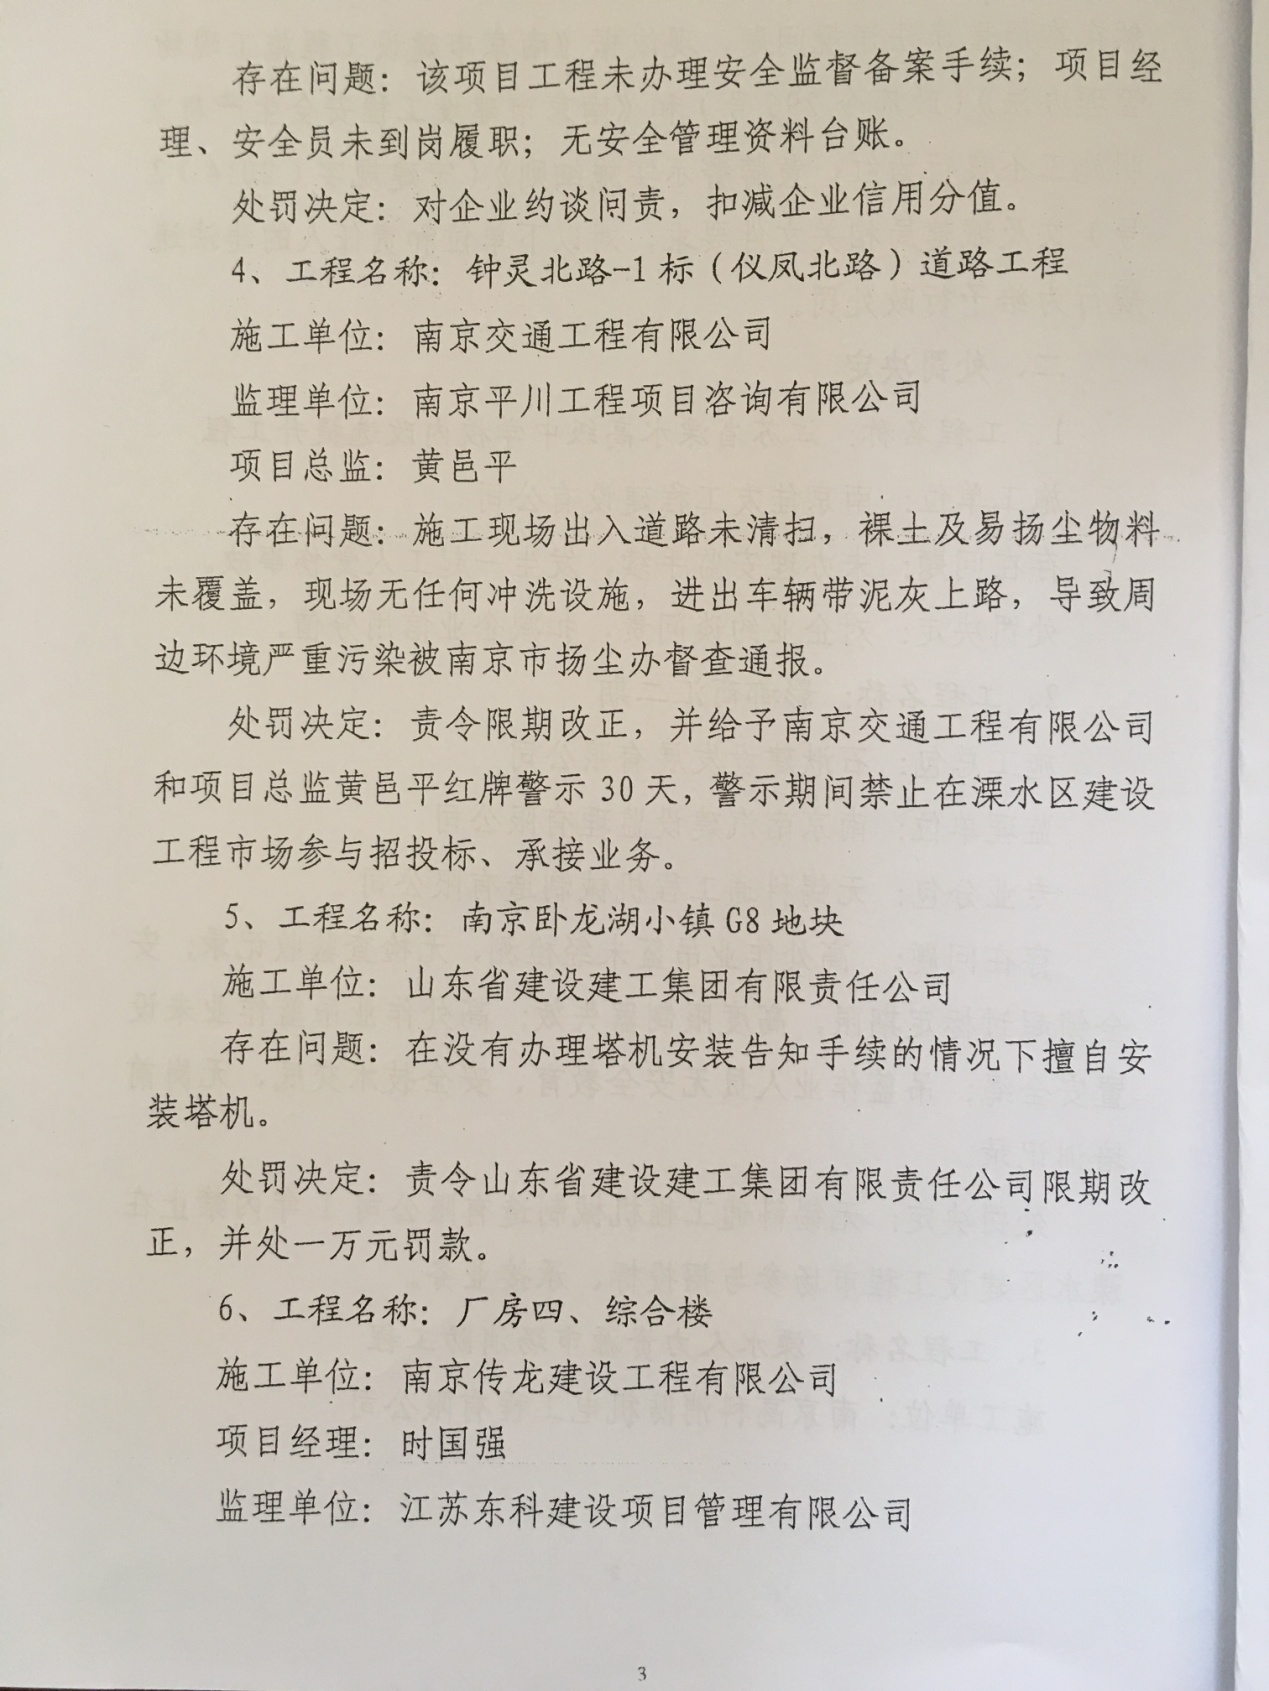 存在问题：该项目工程未办理安全监督备案手续；项目经
理、安全员未到岗履职；无安全管理资料台账。
处罚决定：对企业约谈问责，扣减企业信用分值。
4、工程名称：钟灵北路-1标（仪凤北路）道路工程
施工单位：南京交通工程有限公司
监理单位：南京平川工程项目咨询有限公司
项目总监：黄邑平
存在问题：施工现场出入道路未清扫，裸土及易扬尘物料
未覆盖，现场无任何冲洗设施，进出车辆带泥灰上路，导致周
边环境严重污染被南京市扬尘办督查通报。
处罚决定：责令限期改正，并给予南京交通工程有限公司
和项目总监黄邑平红牌警示30天，警示期间禁止在溧水区建设
工程市场参与招投标、承接业务。
5、工程名称：南京卧龙湖小镇G8地块
施工单位：山东省建设建工集团有限责任公司
存在问题：在没有办理塔机安装告知手续的情况下擅自安
装塔机。
处罚决定：责令山东省建设建工集团有限责任公司限期改
正，并处一万元罚款。
6、工程名称：厂房四、综合楼
施工单位：南京传龙建设工程有限公司
项目经理：时国强
监理单位：江苏东科建设项目管理有限公司
3